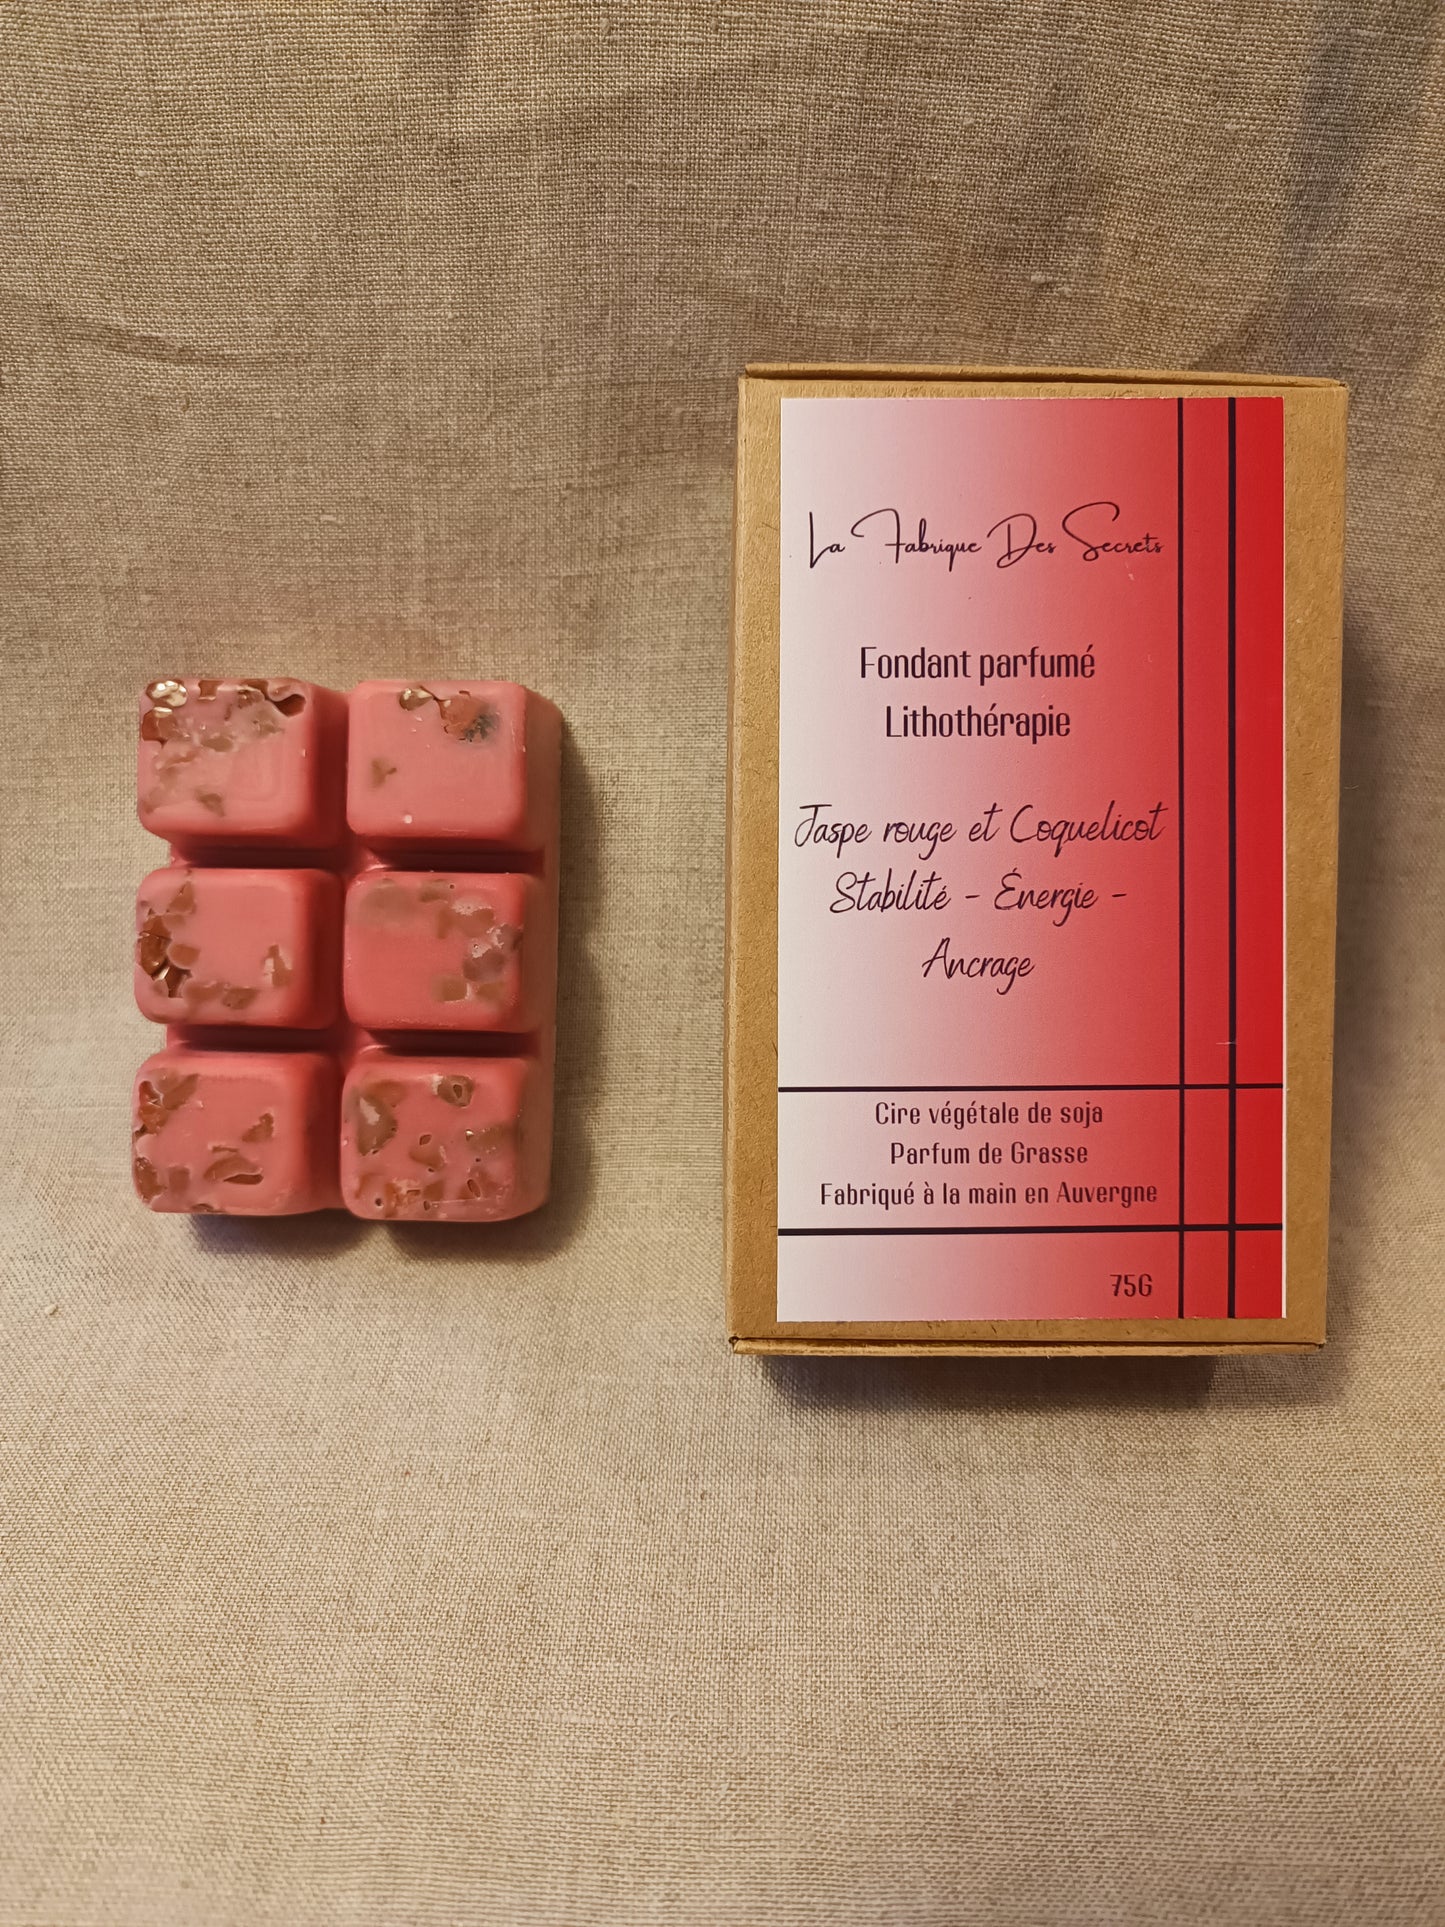 La Fabrique Des Secrets
Fondant parfumé
Lithothérapie
Jaspe rouge et Coquelicot
Stabilité - Énergie -
Ancrage
Cire végétale de soja
Parfum de Grasse
Fabriqué à la main en Auvergne
75G